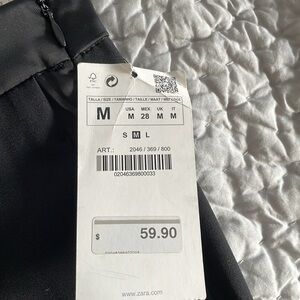 TALLA / SIZE / TAMANHO / TAILLE / MAAT /
M
USA MEX UK IT
M 28 M M
S M L
ART.: 2046 / 369 / 800
02046369800033
$ 59.90
www.zara.com